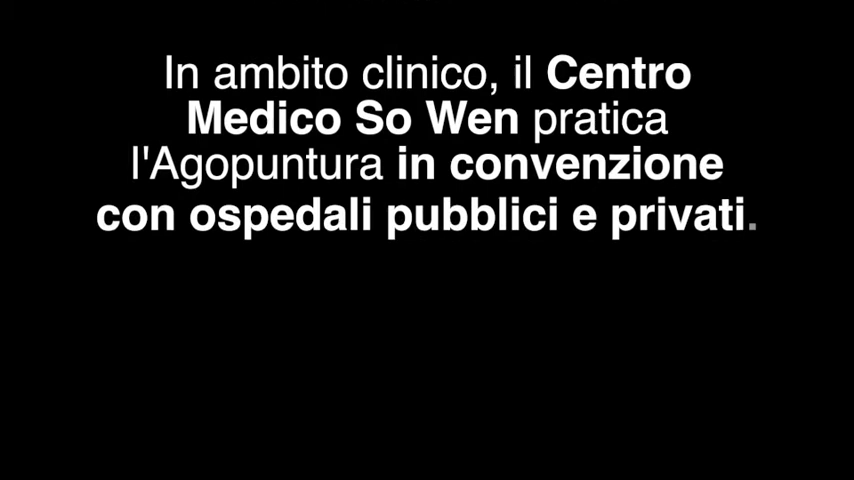 In ambito clinico, il Centro
Medico So Wen pratica
l'Agopuntura in convenzione
con ospedali pubblici e privati.